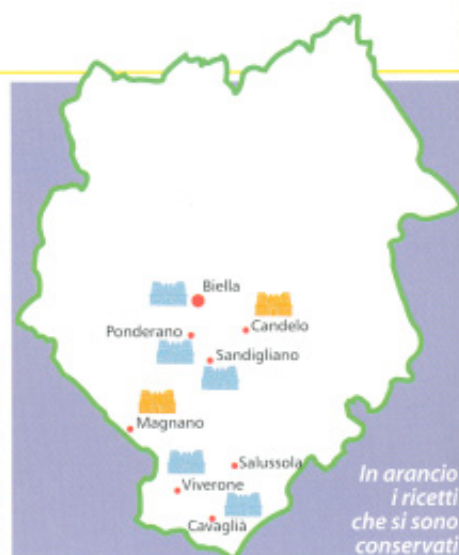 Biella
Candelo
Ponderano
Sandigliano
Magnano
Salussola
Viverone
Cavaglià
In arancio
i ricetti
che si sono
conservati